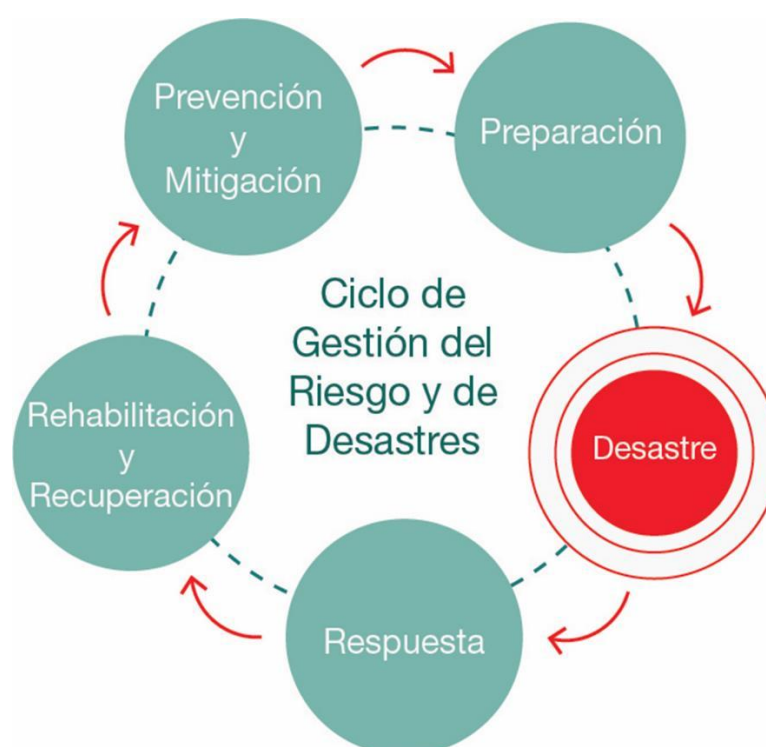 Prevención
y
Mitigación
Preparación
Ciclo de
Gestión del
Riesgo y de
Desastres
Desastre
Rehabilitación
y
Recuperación
Respuesta